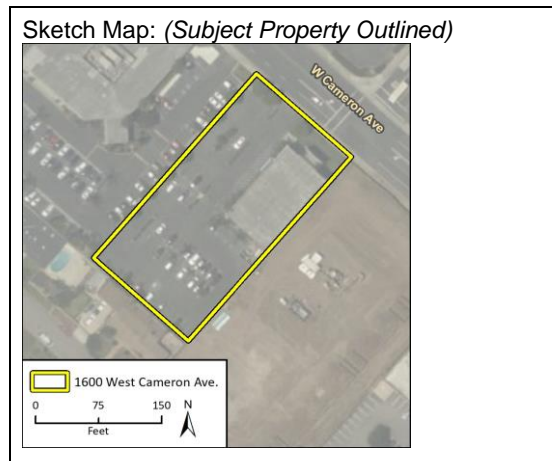 Sketch Map: (Subject Property Outlined)
W Cameron Ave
1600 West Cameron Ave.
0 75 150 N
Feet